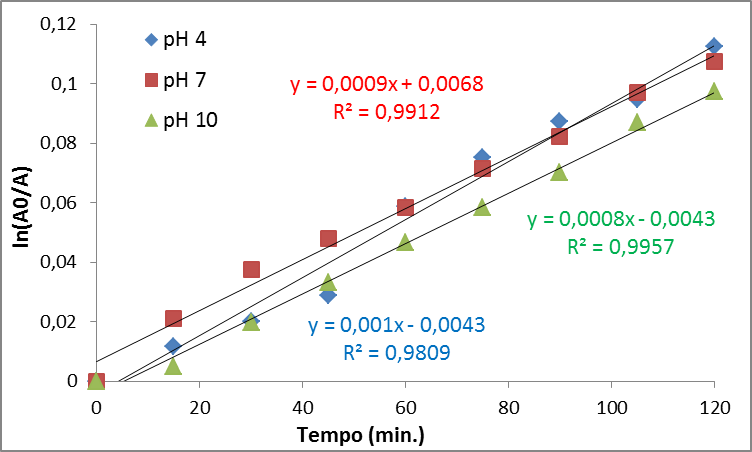 ln(A0/A)
0,12
0,1
0,08
0,06
0,04
0,02
0
pH 4
pH 7
pH 10
y = 0,0009x + 0,0068
R² = 0,9912
y = 0,0008x - 0,0043
R² = 0,9957
y = 0,001x - 0,0043
R² = 0,9809
0 20 40 60 80 100 120
Tempo (min.)